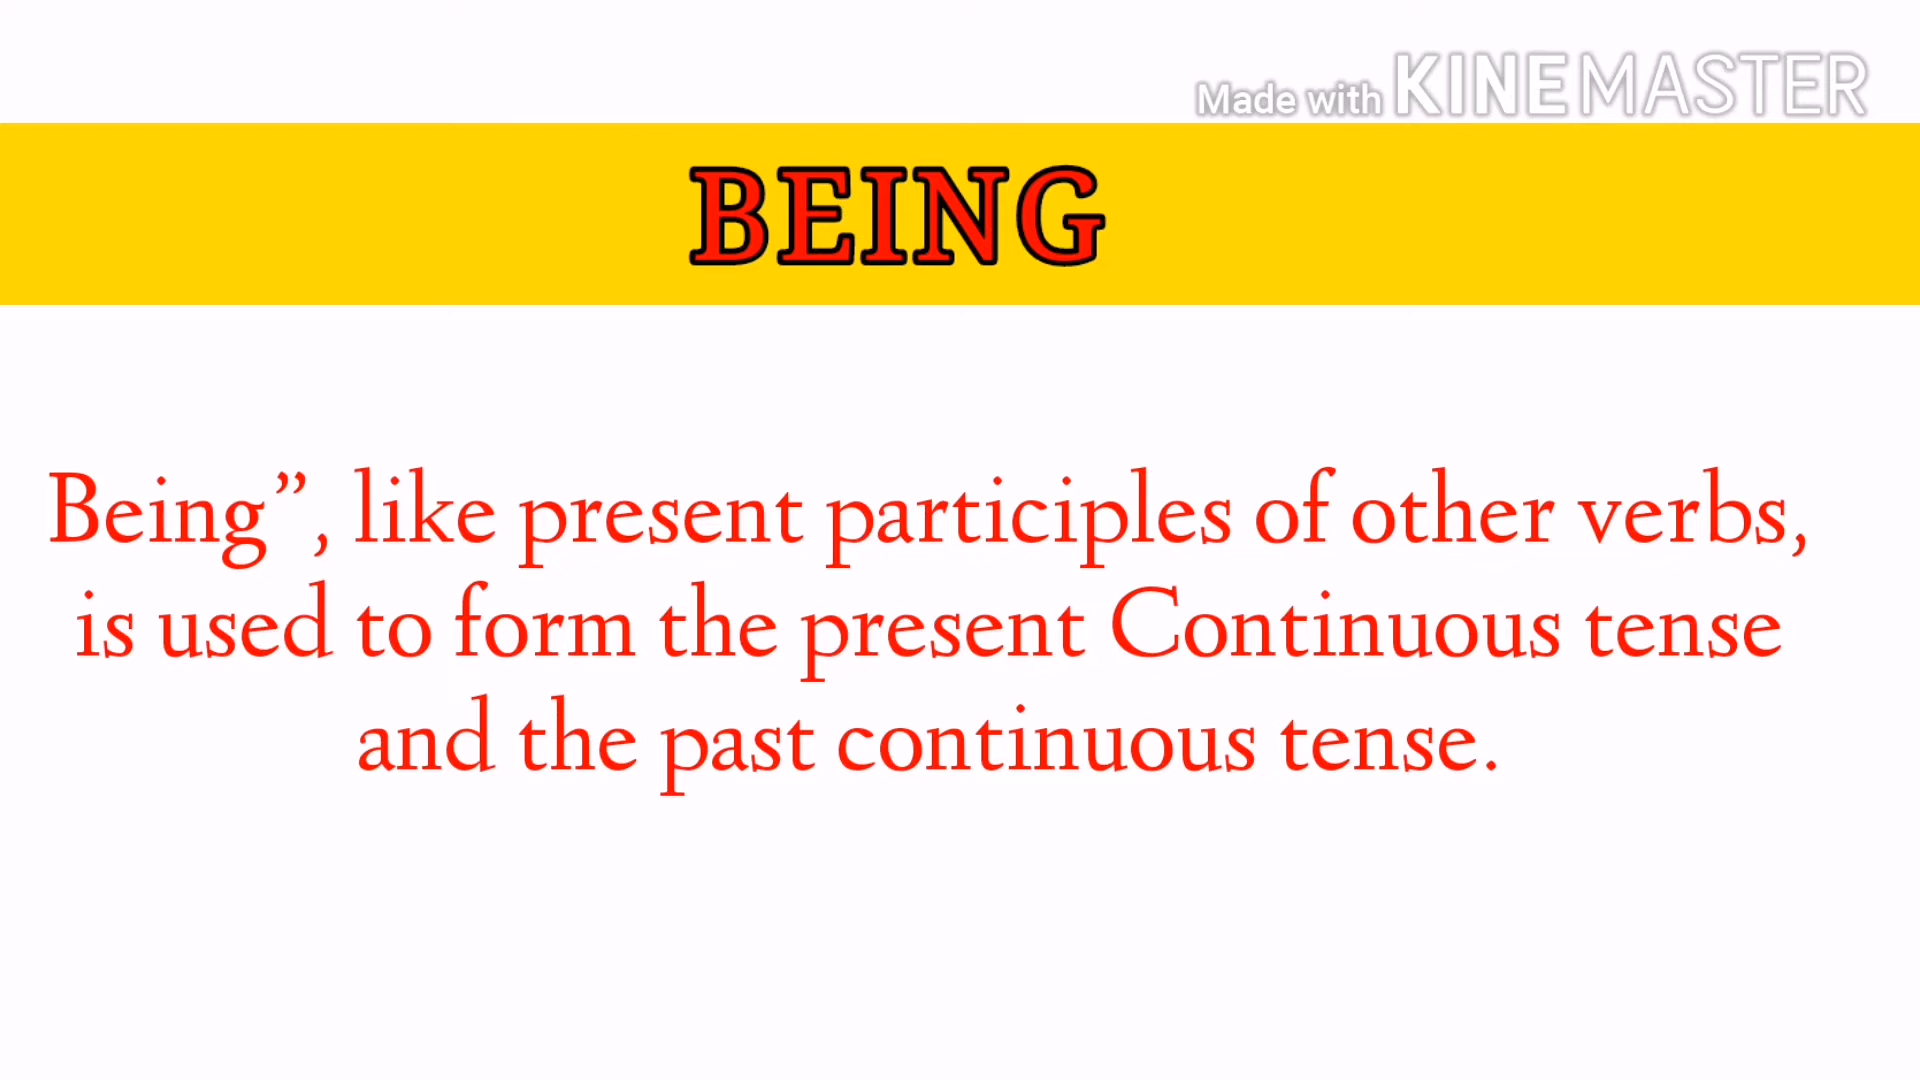 Made with KINEMASTER
BEING
Being”, like present participles of other verbs,
is used to form the present Continuous tense
and the past continuous tense.